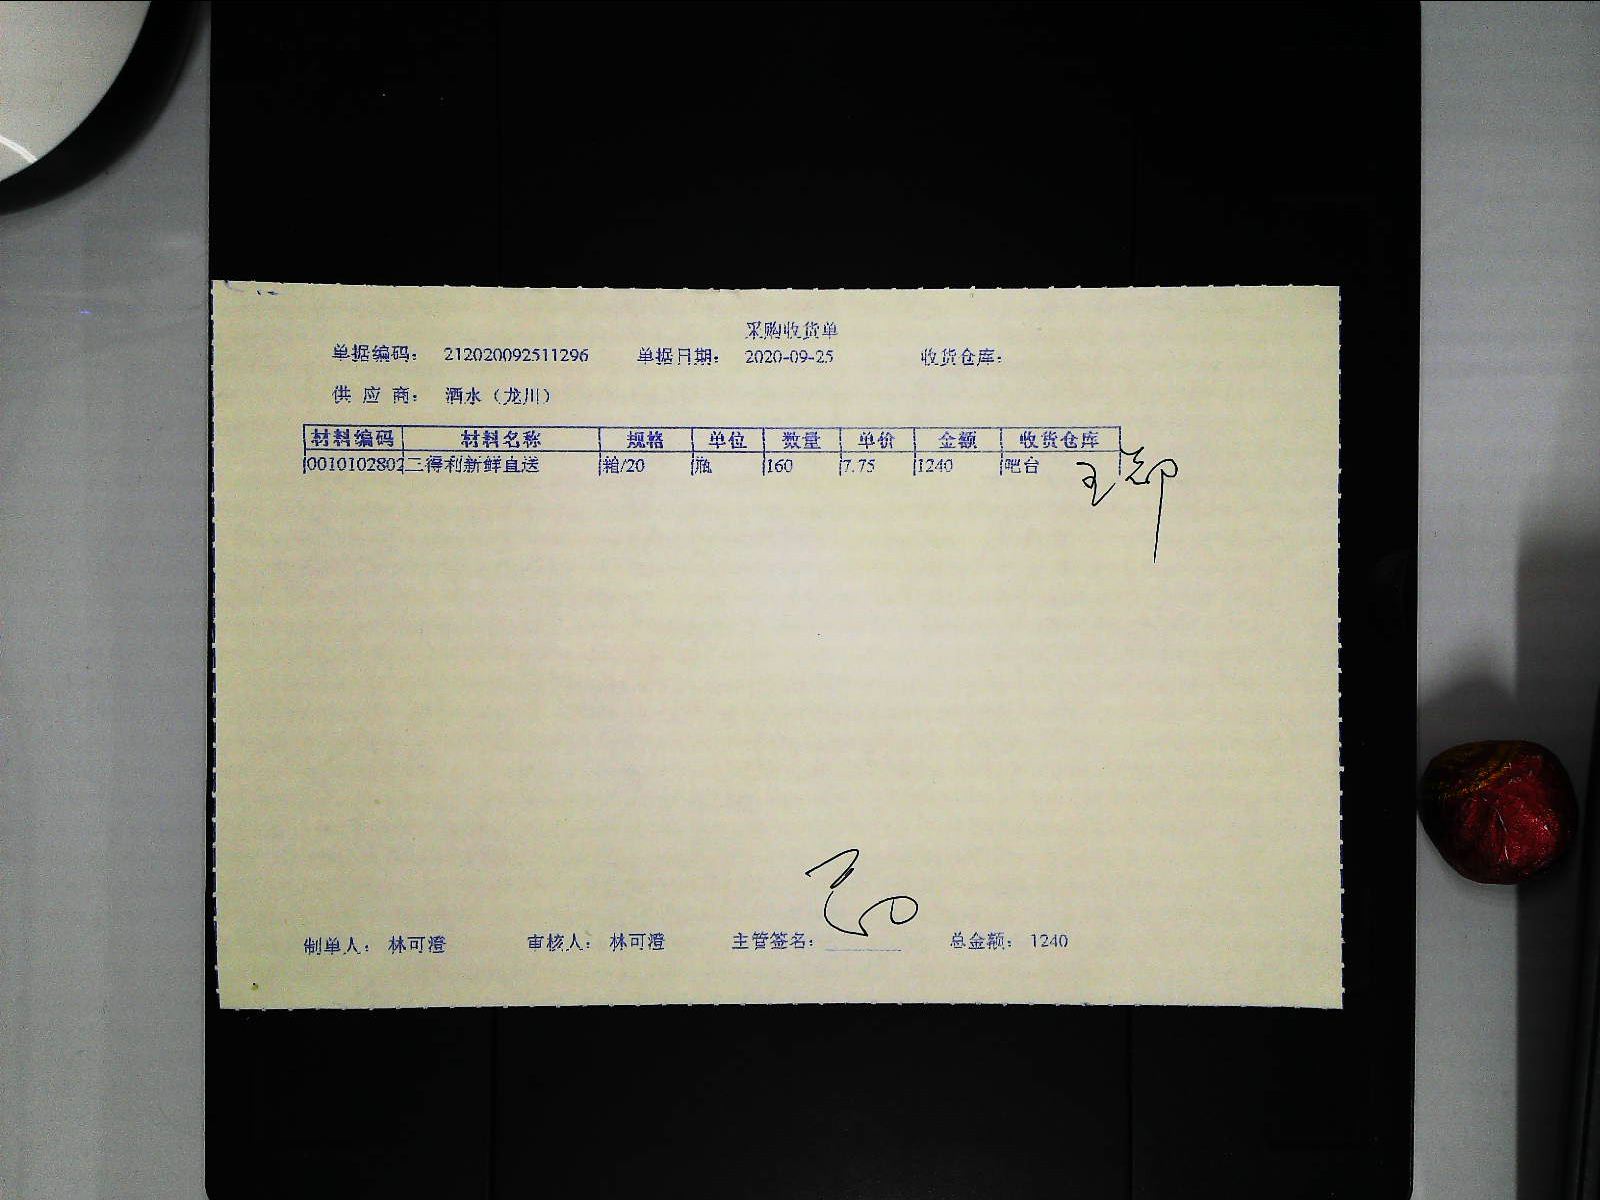 采购收货单
单据编码： 212020092511296 单据日期： 2020-09-25 收货仓库：
供 应 商： 酒水（龙川）
材料编码 材料名称 规格 单位 数量 单价 金额 收货仓库
0010102802 三得利新鲜直送 箱/20 瓶 160 7.75 1240 吧台
制单人： 林可澄 审核人： 林可澄 主管签名： 总金额： 1240